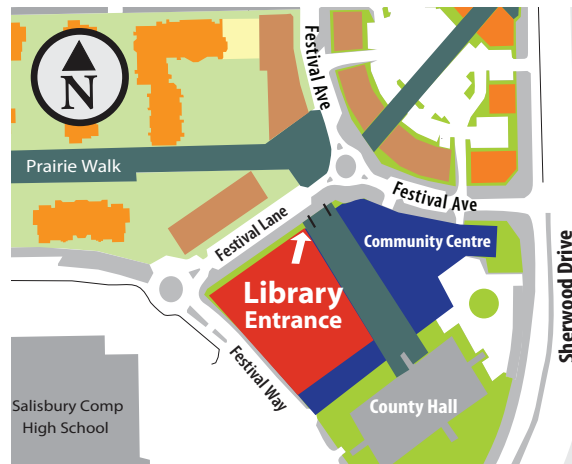 N
Festival Ave
Prairie Walk
Festival Ave
Festival Lane
Community Centre
Library
Entrance
Sherwood Drive
Festival Way
Salisbury Comp
High School
County Hall